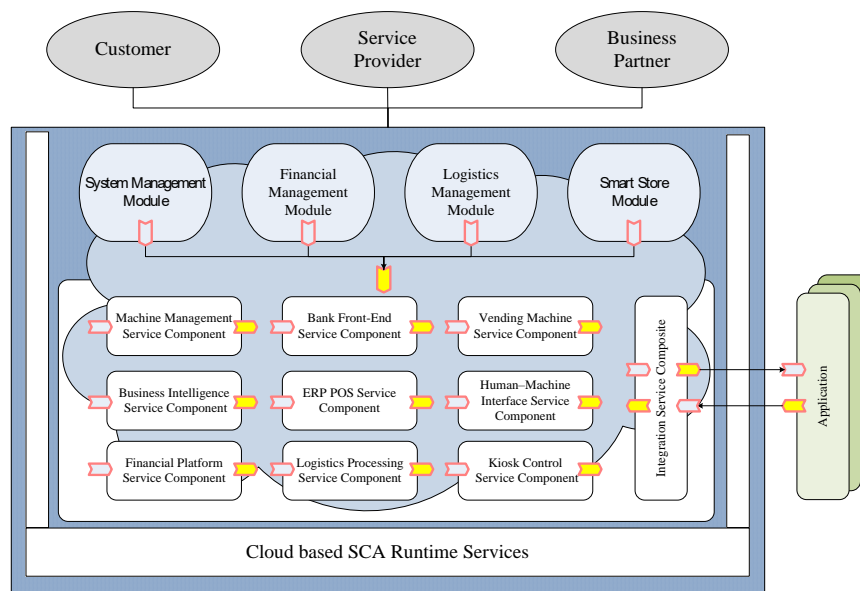 Customer
Service
Provider
Business
Partner
System Management
Module
Financial
Management
Module
Logistics
Management
Module
Smart Store
Module
Machine Management
Service Component
Bank Front-End
Service Component
Vending Machine
Service Component
Business Intelligence
Service Component
ERP POS Service
Component
Human–Machine
Interface Service
Component
Financial Platform
Service Component
Logistics Processing
Service Component
Kiosk Control
Service Component
Integration Service Composite
Application
Cloud based SCA Runtime Services